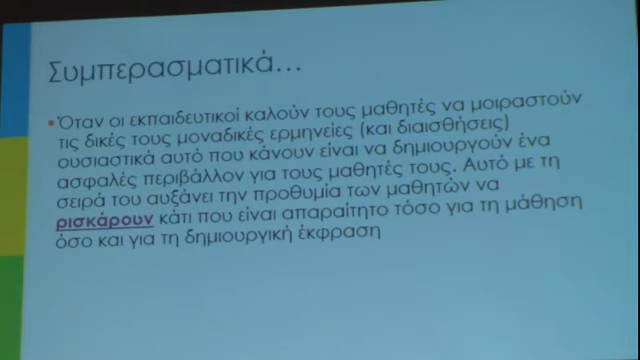 Συμπερασματικά...
Όταν οι εκπαιδευτικοί καλούν τους μαθητές να μοιραστούν
τις δικές τους μοναδικές ερμηνείες (και διαισθήσεις)
ουσιαστικά αυτό που κάνουν είναι να δημιουργούν ένα
ασφαλές περιβάλλον για τους μαθητές τους. Αυτό με τη
σειρά του αυξάνει την προθυμία των μαθητών να
ρισκάρουν κάτι που είναι απαραίτητο τόσο για τη μάθηση
όσο και για τη δημιουργική έκφραση